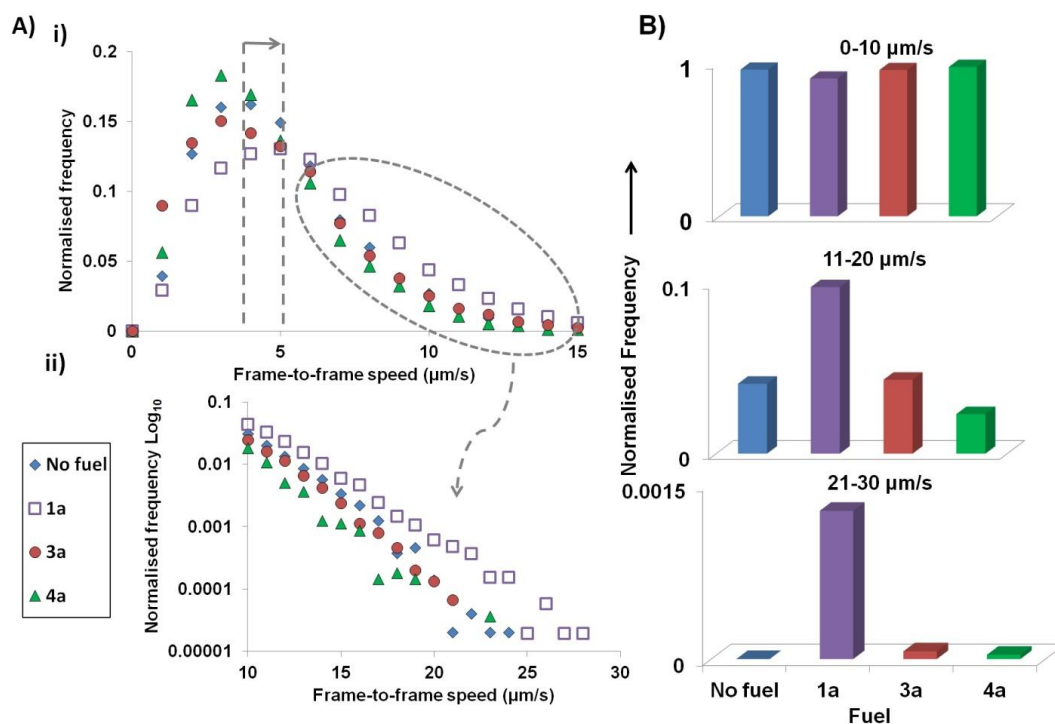 A)
i)
0.2
0.15
0.1
0.05
0
Normalised frequency
0 5 10 15
Frame-to-frame speed (µm/s)
ii)
0.1
0.01
0.001
0.0001
0.00001
Normalised frequency Log10
10 15 20 25 30
Frame-to-frame speed (µm/s)
No fuel
1a
3a
4a
B)
0-10 µm/s
1
0
11-20 µm/s
0.1
0
21-30 µm/s
0.0015
0
Normalised Frequency
No fuel 1a 3a 4a
Fuel